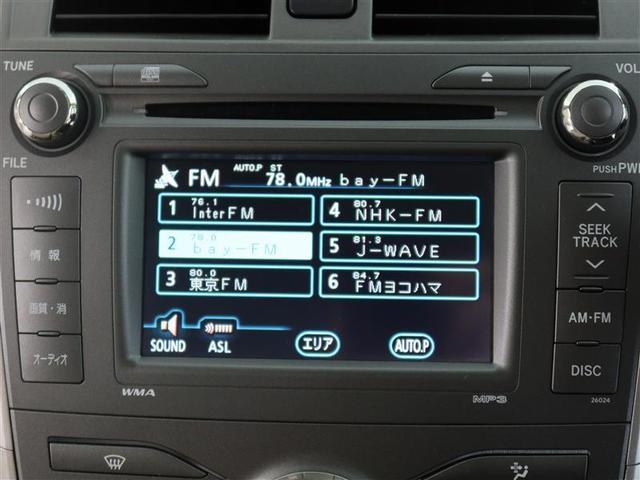 TUNE
VOL
FILE
PUSH PWR
FM AUTO.P ST 78.0MHz bay-FM
1 76.1 InterFM
4 80.7 NHK-FM
2 78.0 bay-FM
5 81.3 J-WAVE
3 80.0 東京FM
6 84.7 FMヨコハマ
SOUND ASL エリア AUTO.P
情報
画質・消
オーディオ
SEEK
TRACK
AM・FM
DISC
WMA
MP3
26024